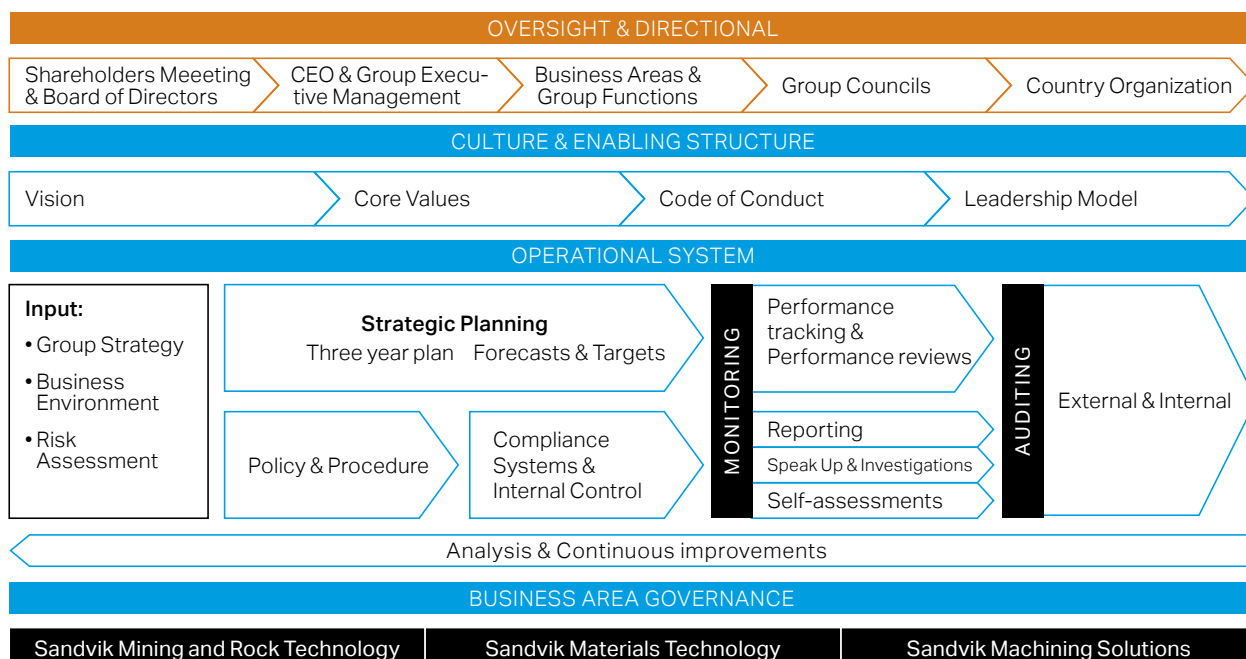 OVERSIGHT & DIRECTIONAL
Shareholders Meeeting
& Board of Directors
CEO & Group Execu-
tive Management
Business Areas &
Group Functions
Group Councils
Country Organization
CULTURE & ENABLING STRUCTURE
Vision
Core Values
Code of Conduct
Leadership Model
OPERATIONAL SYSTEM
Input:
• Group Strategy
• Business
Environment
• Risk
Assessment
Strategic Planning
Three year plan Forecasts & Targets
Policy & Procedure
Compliance
Systems &
Internal Control
MONITORING
Performance
tracking &
Performance reviews
Reporting
Speak Up & Investigations
Self-assessments
AUDITING
External & Internal
Analysis & Continuous improvements
BUSINESS AREA GOVERNANCE
Sandvik Mining and Rock Technology
Sandvik Materials Technology
Sandvik Machining Solutions